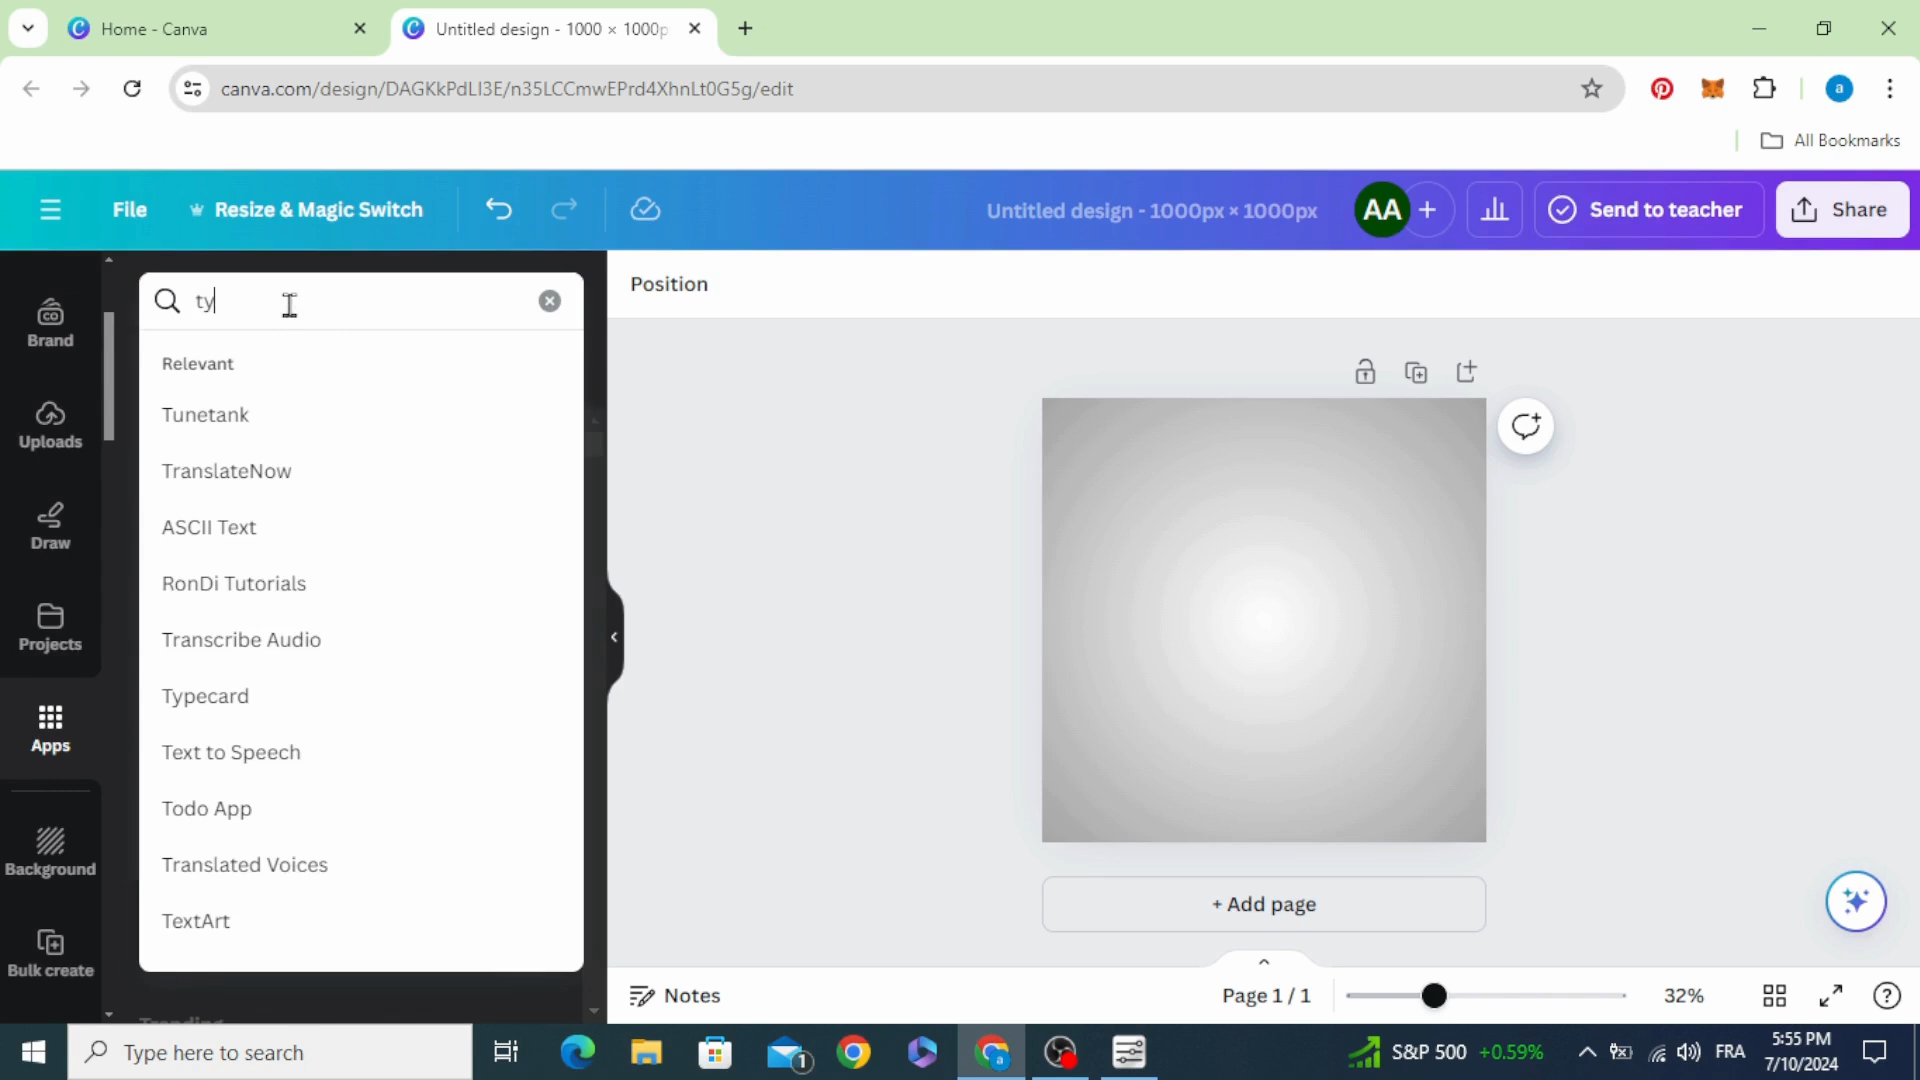 Home - Canva
Untitled design - 1000 × 1000p
canva.com/design/DAGKkPdLI3E/n35LCCmwEPrd4XhnLt0G5g/edit
a
All Bookmarks
File
Resize & Magic Switch
Untitled design - 1000px × 1000px
AA
+
Send to teacher
Share
CO
Brand
Uploads
Draw
Projects
Apps
Background
Bulk create
ty
Relevant
Tunetank
TranslateNow
ASCII Text
RonDi Tutorials
Transcribe Audio
Typecard
Text to Speech
Todo App
Translated Voices
TextArt
Trending
Position
+ Add page
Notes
Page 1 / 1
32%
Type here to search
1
a
S&P 500 +0.59%
FRA
5:55 PM
7/10/2024